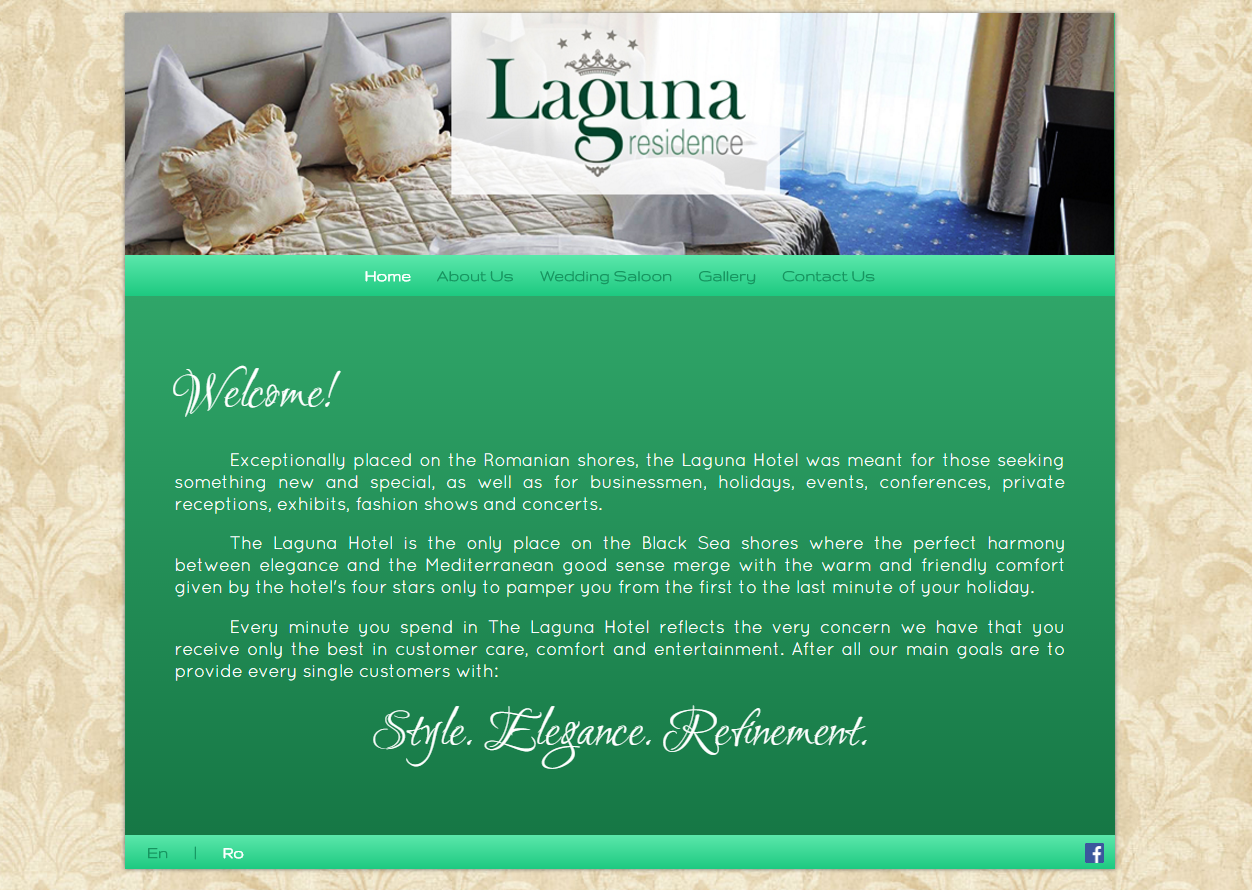 Laguna
residence
Home About Us Wedding Saloon Gallery Contact Us
Welcome!
Exceptionally placed on the Romanian shores, the Laguna Hotel was meant for those seeking
something new and special, as well as for businessmen, holidays, events, conferences, private
receptions, exhibits, fashion shows and concerts.
The Laguna Hotel is the only place on the Black Sea shores where the perfect harmony
between elegance and the Mediterranean good sense merge with the warm and friendly comfort
given by the hotel's four stars only to pamper you from the first to the last minute of your holiday.
Every minute you spend in The Laguna Hotel reflects the very concern we have that you
receive only the best in customer care, comfort and entertainment. After all our main goals are to
provide every single customers with:
Style. Elegance. Refinement.
En | Ro f